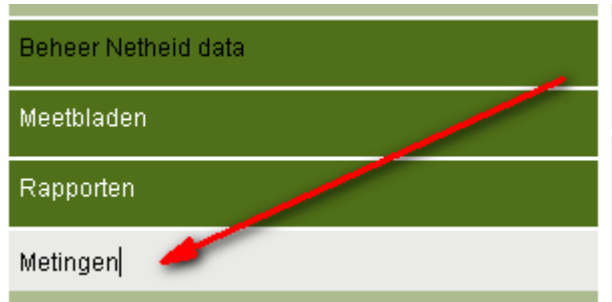 Beheer Netheid data
Meetbladen
Rapporten
Metingen